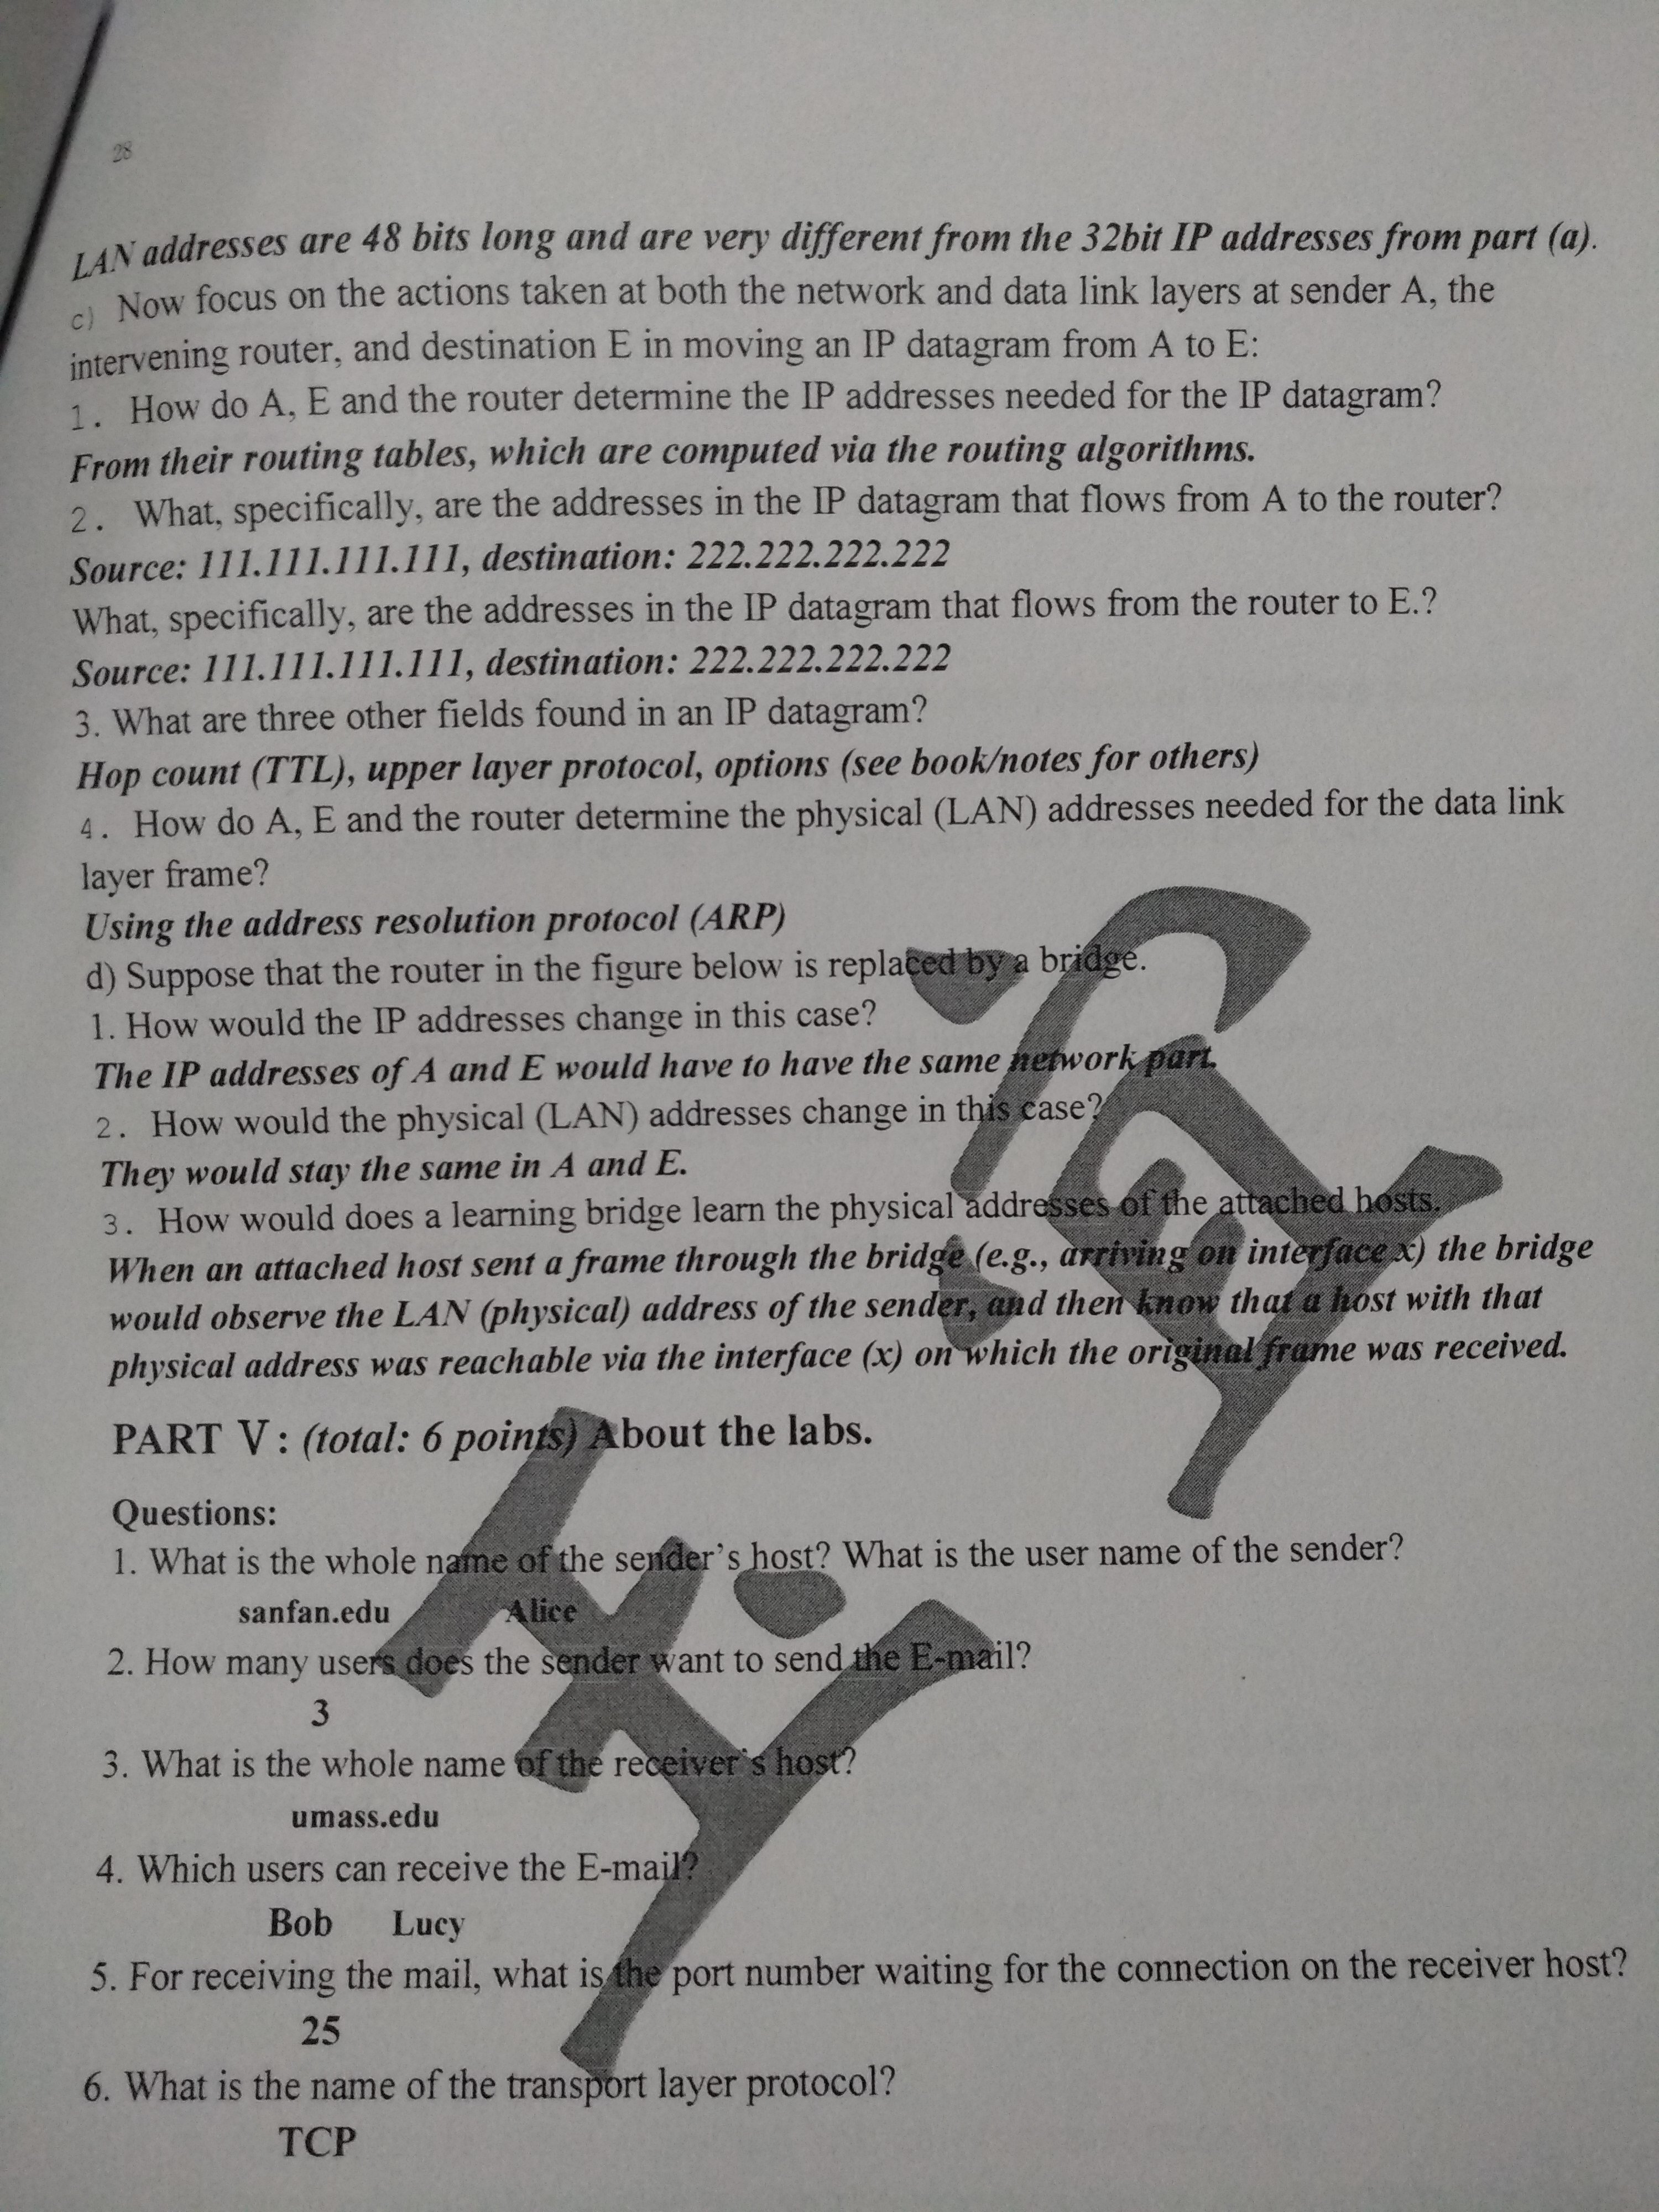 28
LAN addresses are 48 bits long and are very different from the 32bit IP addresses from part (a).
c) Now focus on the actions taken at both the network and data link layers at sender A, the
intervening router, and destination E in moving an IP datagram from A to E:
1. How do A, E and the router determine the IP addresses needed for the IP datagram?
From their routing tables, which are computed via the routing algorithms.
2. What, specifically, are the addresses in the IP datagram that flows from A to the router?
Source: 111.111.111.111, destination: 222.222.222.222
What, specifically, are the addresses in the IP datagram that flows from the router to E.?
Source: 111.111.111.111, destination: 222.222.222.222
3. What are three other fields found in an IP datagram?
Hop count (TTL), upper layer protocol, options (see book/notes for others)
4. How do A, E and the router determine the physical (LAN) addresses needed for the data link
layer frame?
Using the address resolution protocol (ARP)
d) Suppose that the router in the figure below is replaced by a bridge.
1. How would the IP addresses change in this case?
The IP addresses of A and E would have to have the same network part.
2. How would the physical (LAN) addresses change in this case?
They would stay the same in A and E.
3. How would does a learning bridge learn the physical addresses of the attached hosts.
When an attached host sent a frame through the bridge (e.g., arriving on interface x) the bridge
would observe the LAN (physical) address of the sender, and then know that a host with that
physical address was reachable via the interface (x) on which the original frame was received.
PART V: (total: 6 points) About the labs.
Questions:
1. What is the whole name of the sender's host? What is the user name of the sender?
sanfan.edu Alice
2. How many users does the sender want to send the E-mail?
3
3. What is the whole name of the receiver's host?
umass.edu
4. Which users can receive the E-mail?
Bob Lucy
5. For receiving the mail, what is the port number waiting for the connection on the receiver host?
25
6. What is the name of the transport layer protocol?
TCP